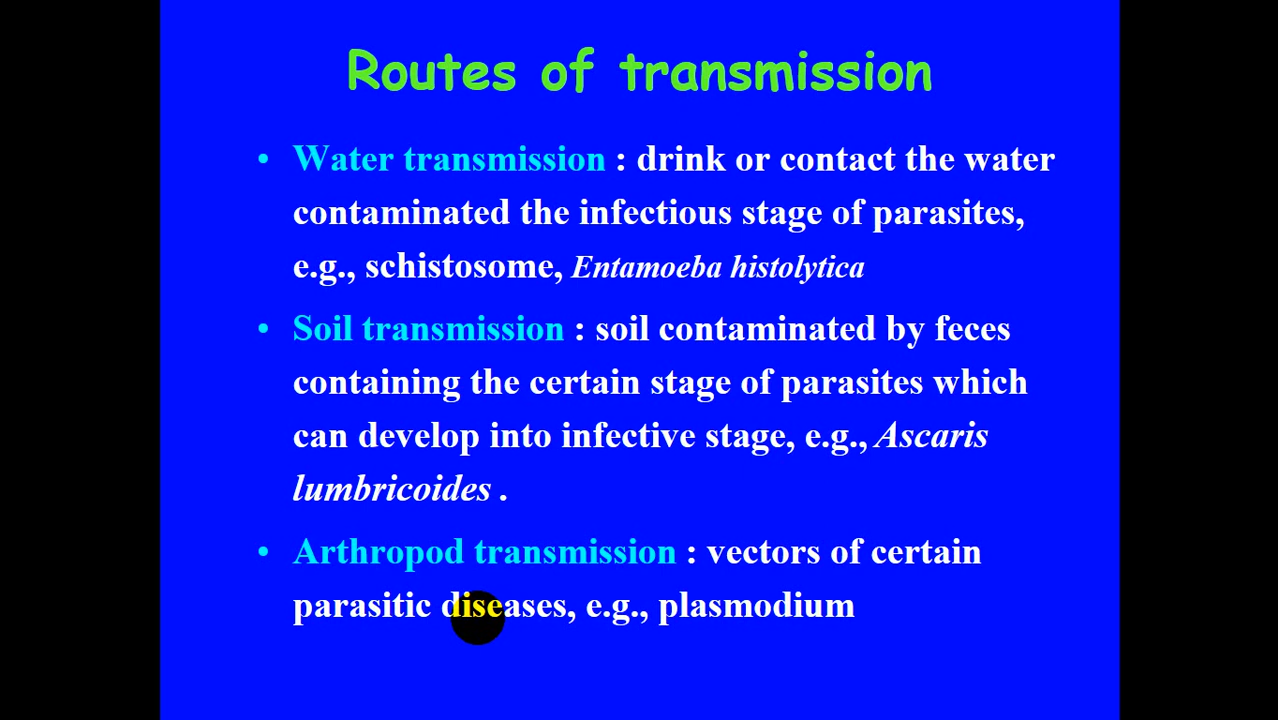 Routes of transmission
• Water transmission : drink or contact the water
contaminated the infectious stage of parasites,
e.g., schistosome, Entamoeba histolytica
• Soil transmission : soil contaminated by feces
containing the certain stage of parasites which
can develop into infective stage, e.g., Ascaris
lumbricoides .
• Arthropod transmission : vectors of certain
parasitic diseases, e.g., plasmodium